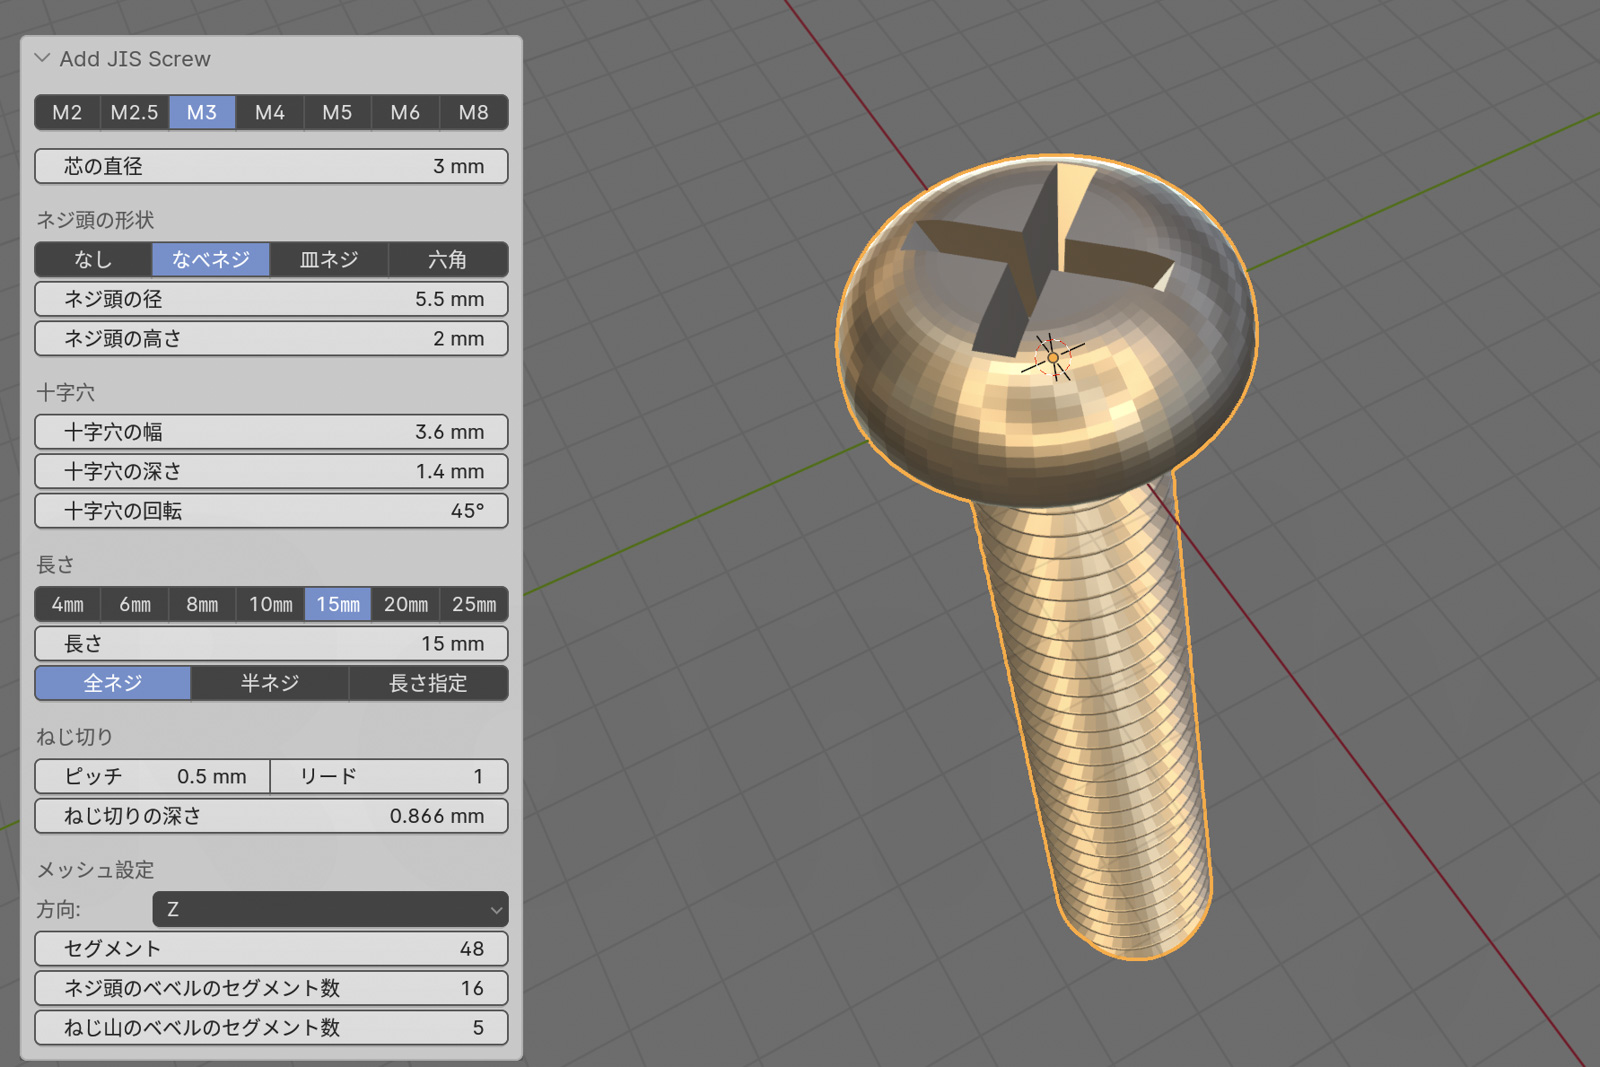 Add JIS Screw
M2 M2.5 M3 M4 M5 M6 M8
芯の直径 3 mm
ネジ頭の形状
なし なべネジ 皿ネジ 六角
ネジ頭の径 5.5 mm
ネジ頭の高さ 2 mm
十字穴
十字穴の幅 3.6 mm
十字穴の深さ 1.4 mm
十字穴の回転 45°
長さ
4mm 6mm 8mm 10mm 15mm 20mm 25mm
長さ 15 mm
全ネジ 半ネジ 長さ指定
ねじ切り
ピッチ 0.5 mm リード 1
ねじ切りの深さ 0.866 mm
メッシュ設定
方向: Z
セグメント 48
ネジ頭のベベルのセグメント数 16
ねじ山のベベルのセグメント数 5